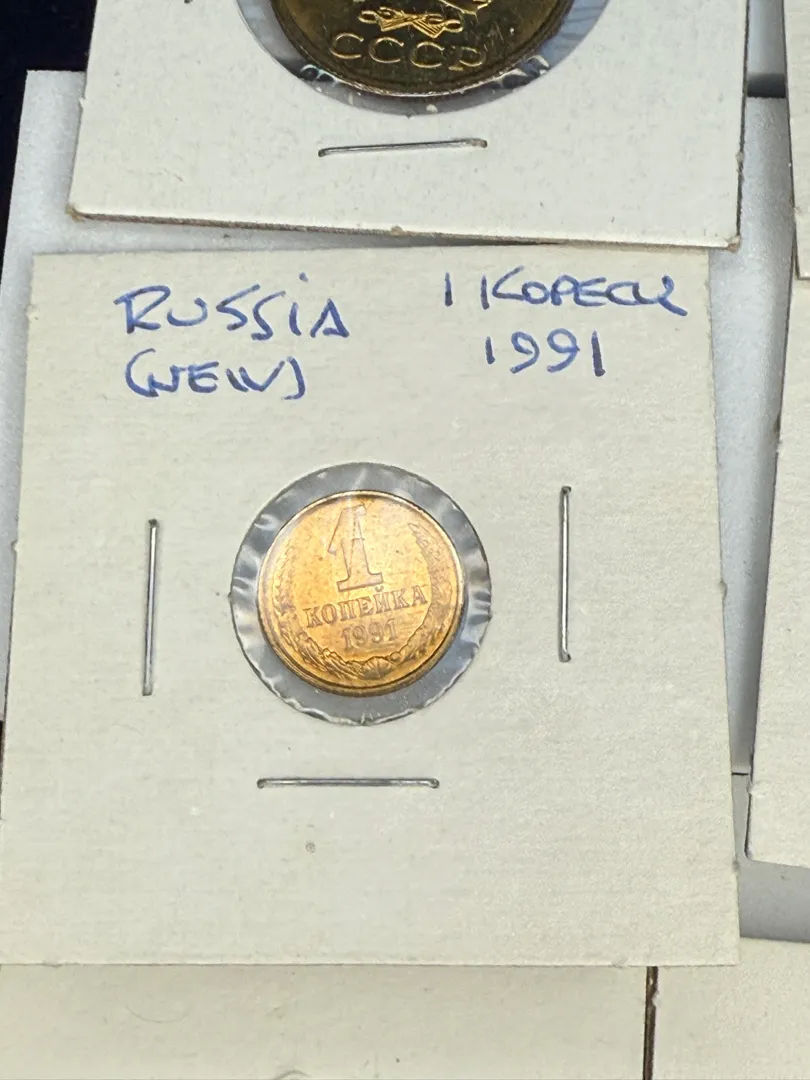 СССР
RUSSIA
(NEW)
1 KOPECK
1991
1
КОПЕЙКА
1991